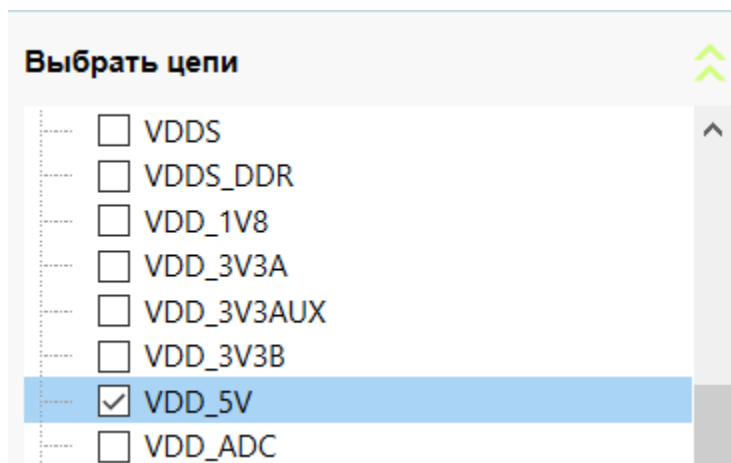 Выбрать цепи
VDDS
VDDS_DDR
VDD_1V8
VDD_3V3A
VDD_3V3AUX
VDD_3V3B
VDD_5V
VDD_ADC